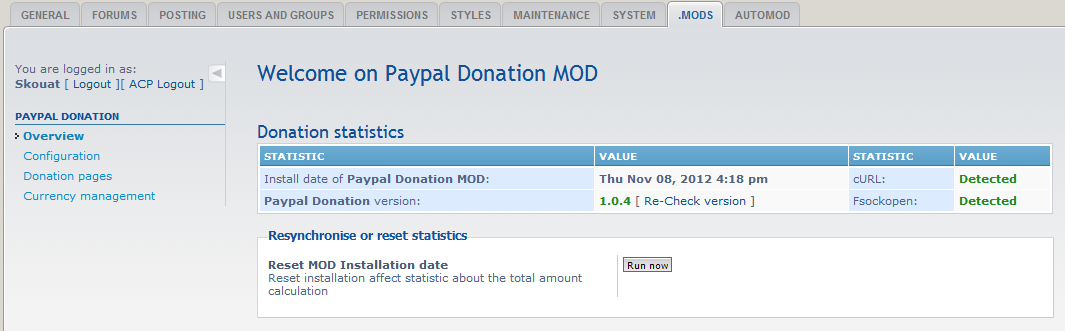 GENERAL FORUMS POSTING USERS AND GROUPS PERMISSIONS STYLES MAINTENANCE SYSTEM .MODS AUTOMOD
You are logged in as:
Skouat [ Logout ][ ACP Logout ]
PAYPAL DONATION
Overview
Configuration
Donation pages
Currency management
Welcome on Paypal Donation MOD
Donation statistics
STATISTIC VALUE STATISTIC VALUE
Install date of Paypal Donation MOD: Thu Nov 08, 2012 4:18 pm cURL: Detected
Paypal Donation version: 1.0.4 [ Re-Check version ] Fsockopen: Detected
Resynchronise or reset statistics
Reset MOD Installation date Run now
Reset installation affect statistic about the total amount
calculation